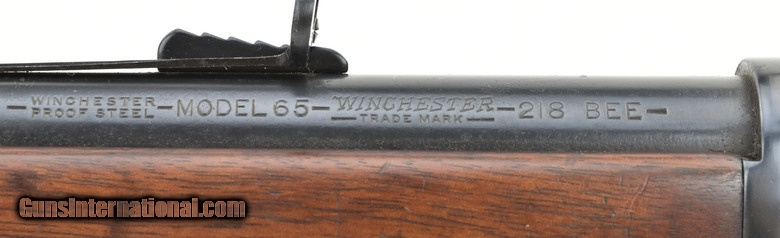 -WINCHESTER PROOF STEEL-MODEL 65-WINCHESTER TRADE MARK-218 BEE-
GunsInternational.com